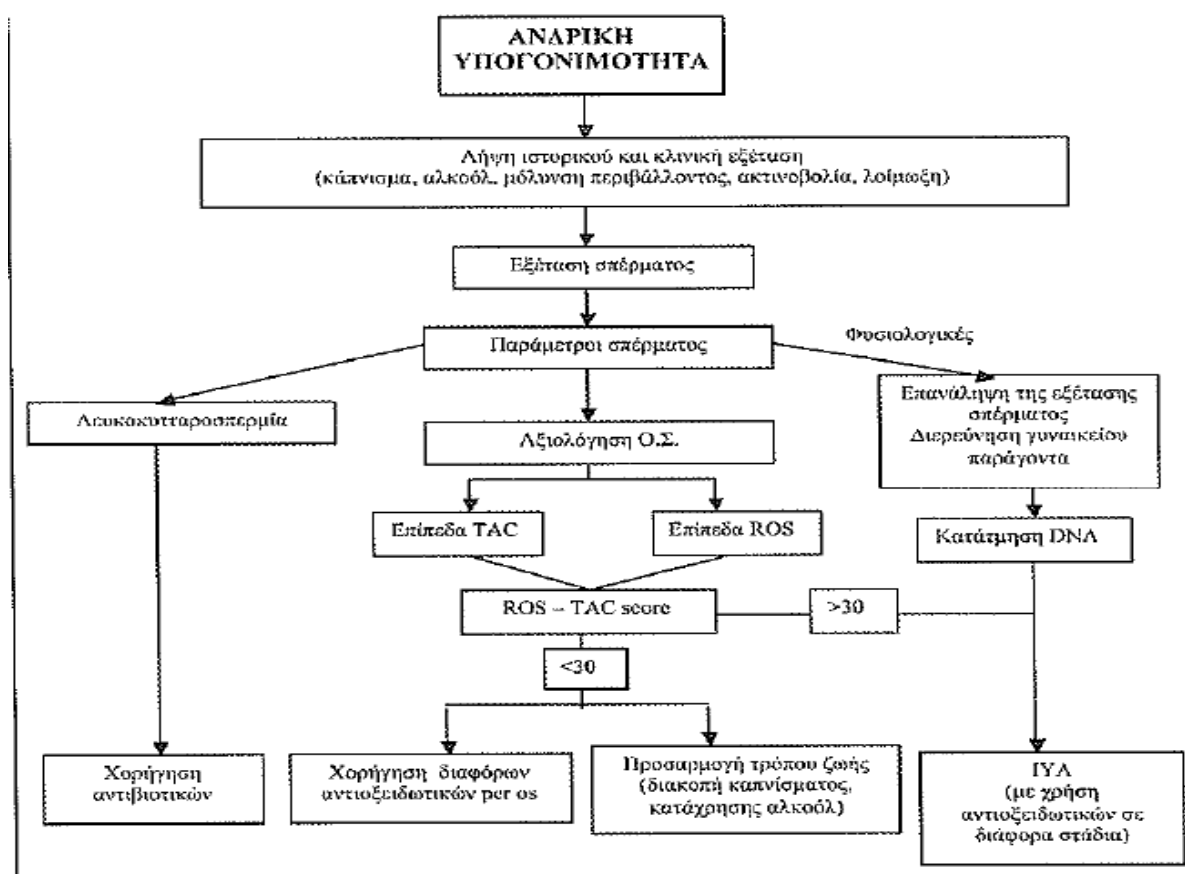 ΑΝΔΡΙΚΗ
ΥΠΟΓΟΝΙΜΟΤΗΤΑ
Λήψη ιστορικού και κλινική εξέταση
(κάπνισμα, αλκοόλ, μόλυνση περιβάλλοντος, ακτινοβολία, λοίμωξη)
Εξέταση σπέρματος
Παράμετροι σπέρματος
Φυσιολογικές
Λευκοκυτταροσπερμία
Αξιολόγηση Ο.Σ.
Επανάληψη της εξέτασης
σπέρματος
Διερεύνηση γυναικείου
παράγοντα
Επίπεδα TAC
Επίπεδα ROS
Κατάτμηση DNA
ROS – TAC score
>30
<30
Χορήγηση
αντιβιοτικών
Χορήγηση διαφόρων
αντιοξειδωτικών per os
Προσαρμογή τρόπου ζωής
(διακοπή καπνίσματος,
κατάχρησης αλκοόλ)
ΙΥΑ
(με χρήση
αντιοξειδωτικών σε
διάφορα στάδια)